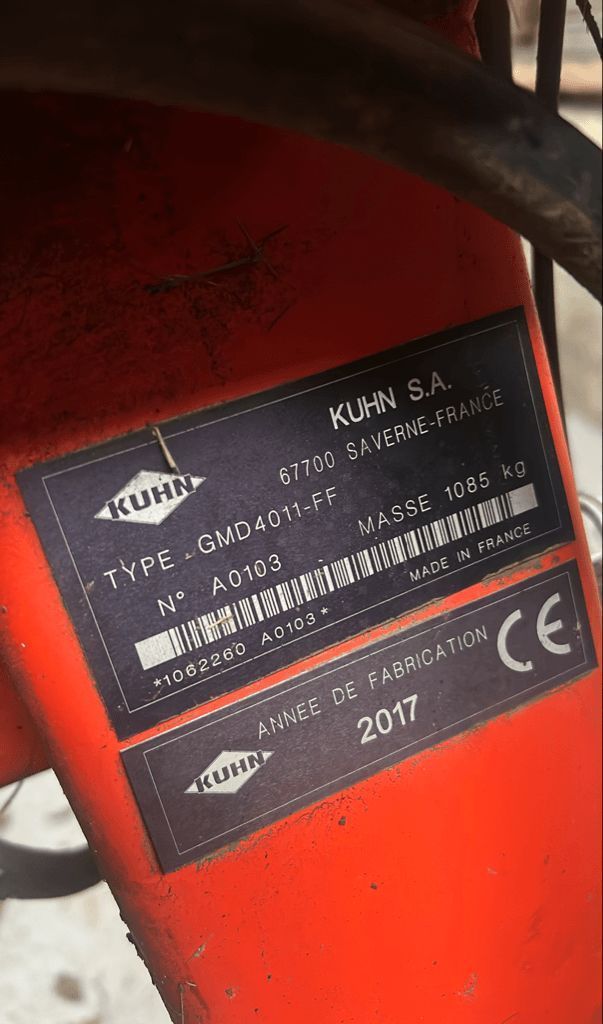 KUHN S.A.
67700 SAVERNE-FRANCE
KUHN
TYPE GMD4011-FF
N° A0103
MASSE 1085 kg
*1062260 A0103*
MADE IN FRANCE
ANNEE DE FABRICATION
CE
KUHN
2017